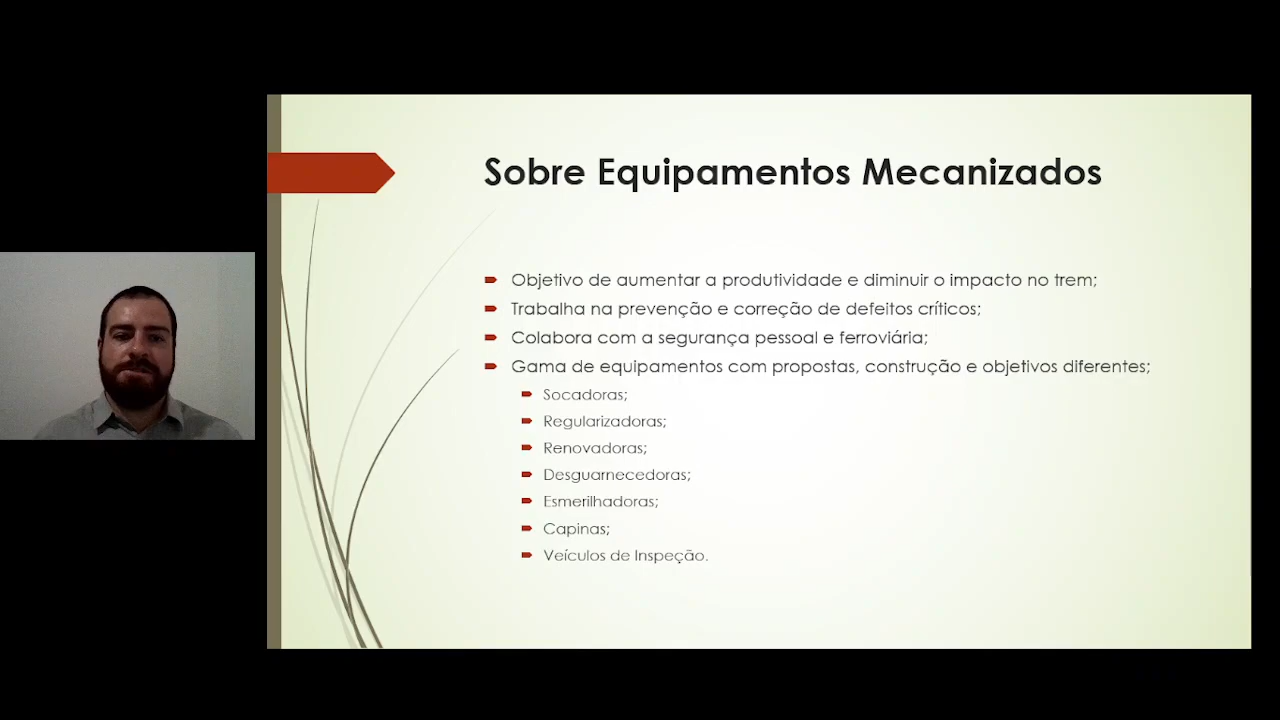 Sobre Equipamentos Mecanizados
Objetivo de aumentar a produtividade e diminuir o impacto no trem;
Trabalha na prevenção e correção de defeitos críticos;
Colabora com a segurança pessoal e ferroviária;
Gama de equipamentos com propostas, construção e objetivos diferentes;
Socadoras;
Regularizadoras;
Renovadoras;
Desguarnecedoras;
Esmerilhadoras;
Capinas;
Veículos de Inspeção.